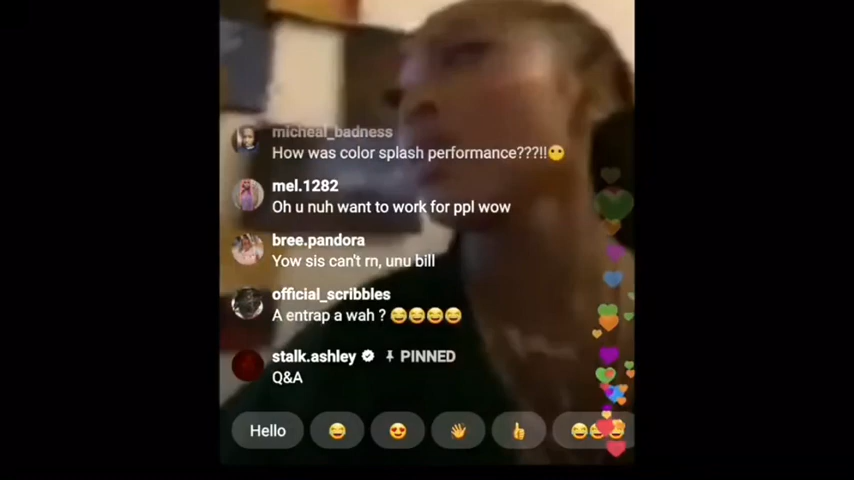 micheal_badness
How was color splash performance???!!😶
mel.1282
Oh u nuh want to work for ppl wow
bree.pandora
Yow sis can't rn, unu bill
official_scribbles
A entrap a wah ? 😂😂😂😂
stalk.ashley PINNED
Q&A
Hello 😂 😍 👋 👍 😂😂😂